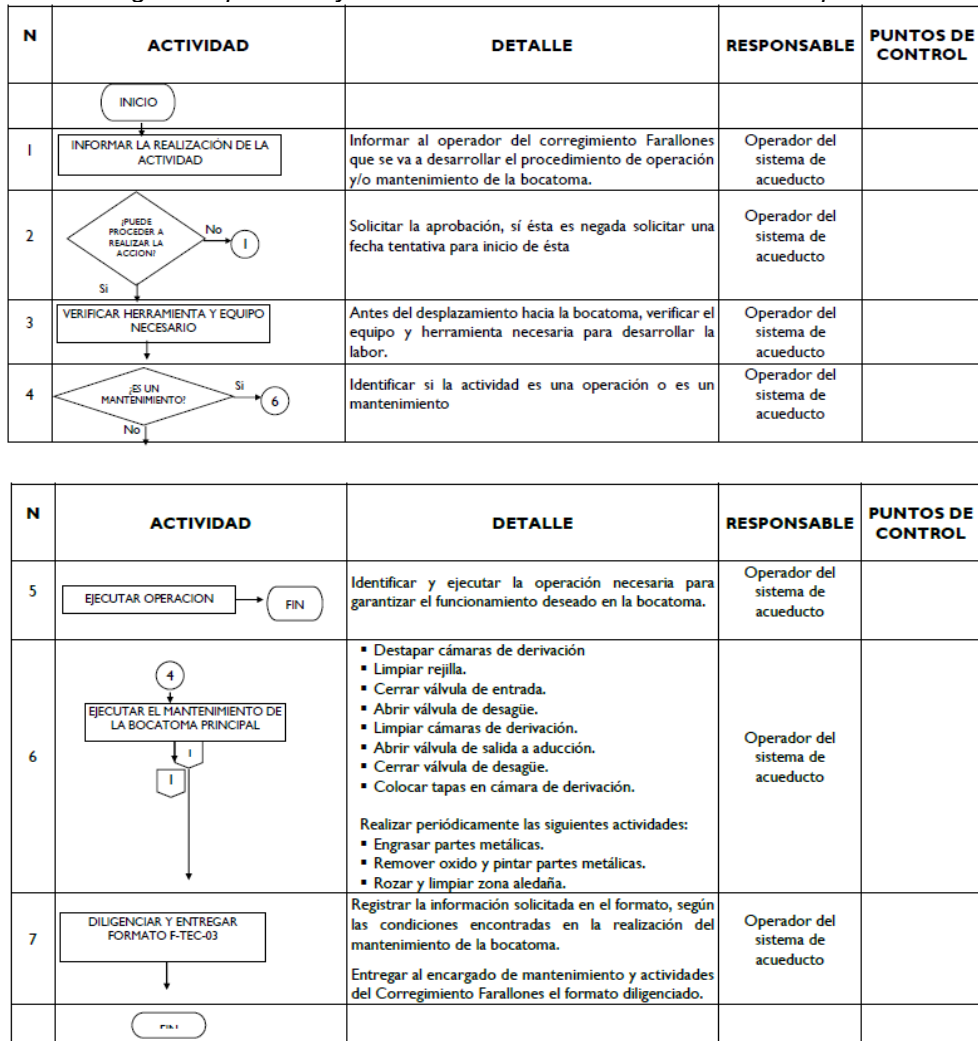 N ACTIVIDAD DETALLE RESPONSABLE PUNTOS DE
CONTROL
INICIO
1 INFORMAR LA REALIZACIÓN DE LA
ACTIVIDAD
Informar al operador del corregimiento Farallones
que se va a desarrollar el procedimiento de operación
y/o mantenimiento de la bocatoma.
Operador del
sistema de
acueducto
2
¿PUEDE
PROCEDER A
REALIZAR LA
ACCION?
No
1
Si
Solicitar la aprobación, sí ésta es negada solicitar una
fecha tentativa para inicio de ésta
Operador del
sistema de
acueducto
3 VERIFICAR HERRAMIENTA Y EQUIPO
NECESARIO
Antes del desplazamiento hacia la bocatoma, verificar el
equipo y herramienta necesaria para desarrollar la
labor.
Operador del
sistema de
acueducto
4
¿ES UN
MANTENIMIENTO?
Si
6
No
Identificar si la actividad es una operación o es un
mantenimiento
Operador del
sistema de
acueducto
N ACTIVIDAD DETALLE RESPONSABLE PUNTOS DE
CONTROL
5 EJECUTAR OPERACION FIN
Identificar y ejecutar la operación necesaria para
garantizar el funcionamiento deseado en la bocatoma.
Operador del
sistema de
acueducto
6
4
EJECUTAR EL MANTENIMIENTO DE
LA BOCATOMA PRINCIPAL
1
1
▪ Destapar cámaras de derivación
▪ Limpiar rejilla.
▪ Cerrar válvula de entrada.
▪ Abrir válvula de desagüe.
▪ Limpiar cámaras de derivación.
▪ Abrir válvula de salida a aducción.
▪ Cerrar válvula de desagüe.
▪ Colocar tapas en cámara de derivación.
Realizar periódicamente las siguientes actividades:
▪ Engrasar partes metálicas.
▪ Remover oxido y pintar partes metálicas.
▪ Rozar y limpiar zona aledaña.
Operador del
sistema de
acueducto
7 DILIGENCIAR Y ENTREGAR
FORMATO F-TEC-03
Registrar la información solicitada en el formato, según
las condiciones encontradas en la realización del
mantenimiento de la bocatoma.
Entregar al encargado de mantenimiento y actividades
del Corregimiento Farallones el formato diligenciado.
Operador del
sistema de
acueducto